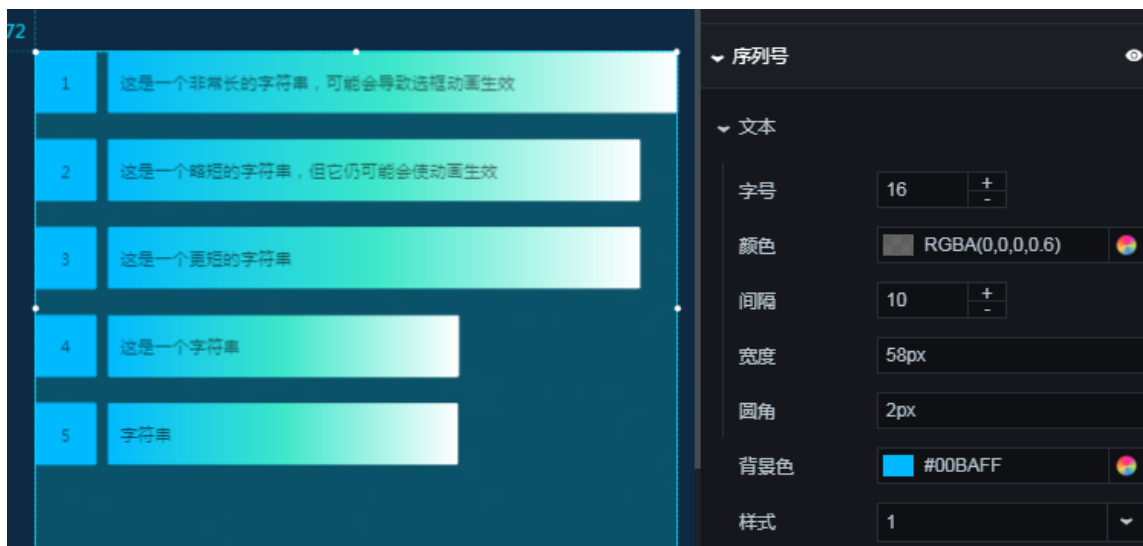 72
1 这是一个非常长的字符串，可能会导致选框动画生效
2 这是一个略短的字符串，但它仍可能会使动画生效
3 这是一个更短的字符串
4 这是一个字符串
5 字符串
序列号
文本
字号 16 + -
颜色 RGBA(0,0,0,0.6)
间隔 10 + -
宽度 58px
圆角 2px
背景色 #00BAFF
样式 1